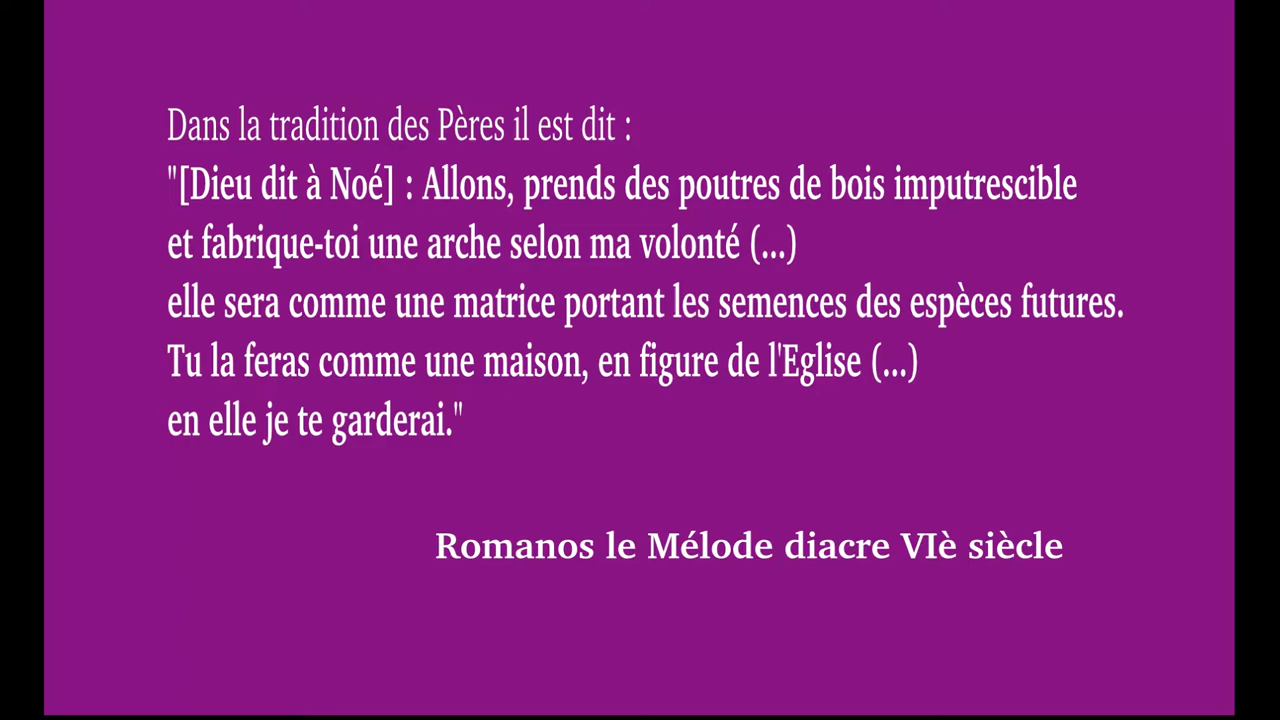 Dans la tradition des Pères il est dit :
"[Dieu dit à Noé] : Allons, prends des poutres de bois imputrescible
et fabrique-toi une arche selon ma volonté (...)
elle sera comme une matrice portant les semences des espèces futures.
Tu la feras comme une maison, en figure de l'Eglise (...)
en elle je te garderai."
Romanos le Mélode diacre VIè siècle